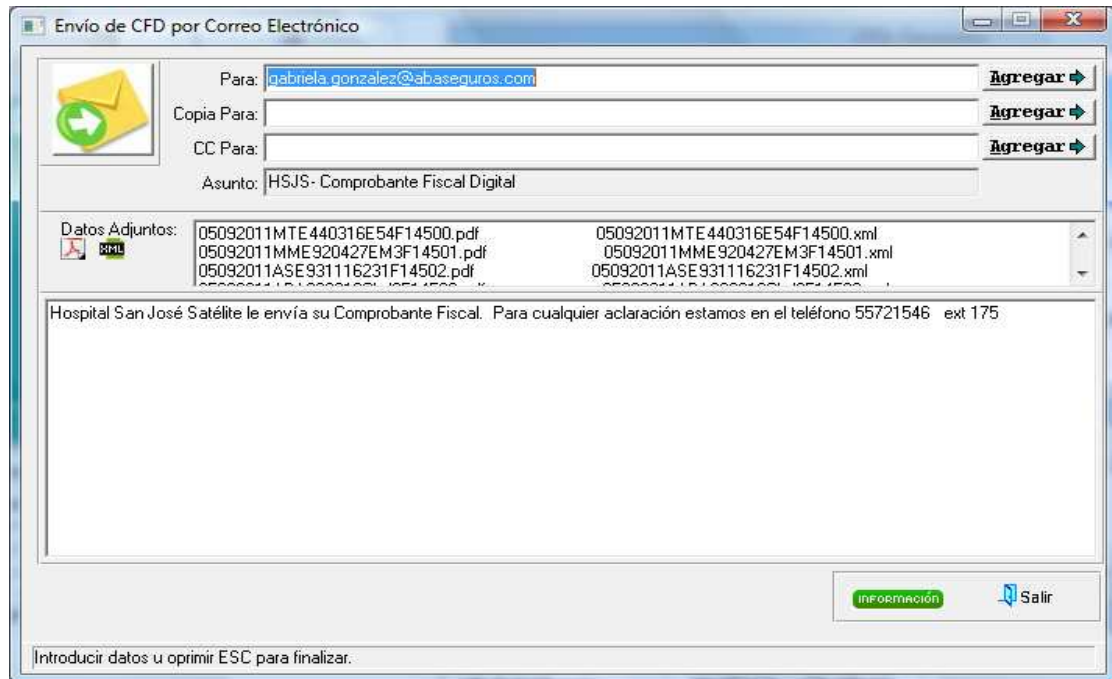 Envío de CFD por Correo Electrónico
Para: gabriela.gonzalez@abaseguros.com Agregar
Copia Para: Agregar
CC Para: Agregar
Asunto: HSJS- Comprobante Fiscal Digital
Datos Adjuntos:
XML
05092011MTE440316E54F14500.pdf 05092011MTE440316E54F14500.xml
05092011MME920427EM3F14501.pdf 05092011MME920427EM3F14501.xml
05092011ASE931116231F14502.pdf 05092011ASE931116231F14502.xml
Hospital San José Satélite le envía su Comprobante Fiscal. Para cualquier aclaración estamos en el teléfono 55721546 ext 175
INFORMACIÓN Salir
Introducir datos u oprimir ESC para finalizar.